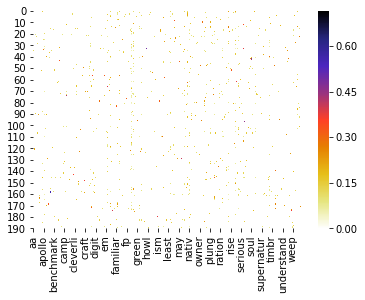 0
10
20
30
40
50
60
70
80
90
100
110
120
130
140
150
160
170
180
190
aa
apollo
benchmark
camp
cleverli
craft
digit
em
familiar
fp
green
howl
ism
least
may
nativ
owner
plung
ration
rise
serious
soul
supernatur
timbr
understand
weep
0.60
0.45
0.30
0.15
0.00